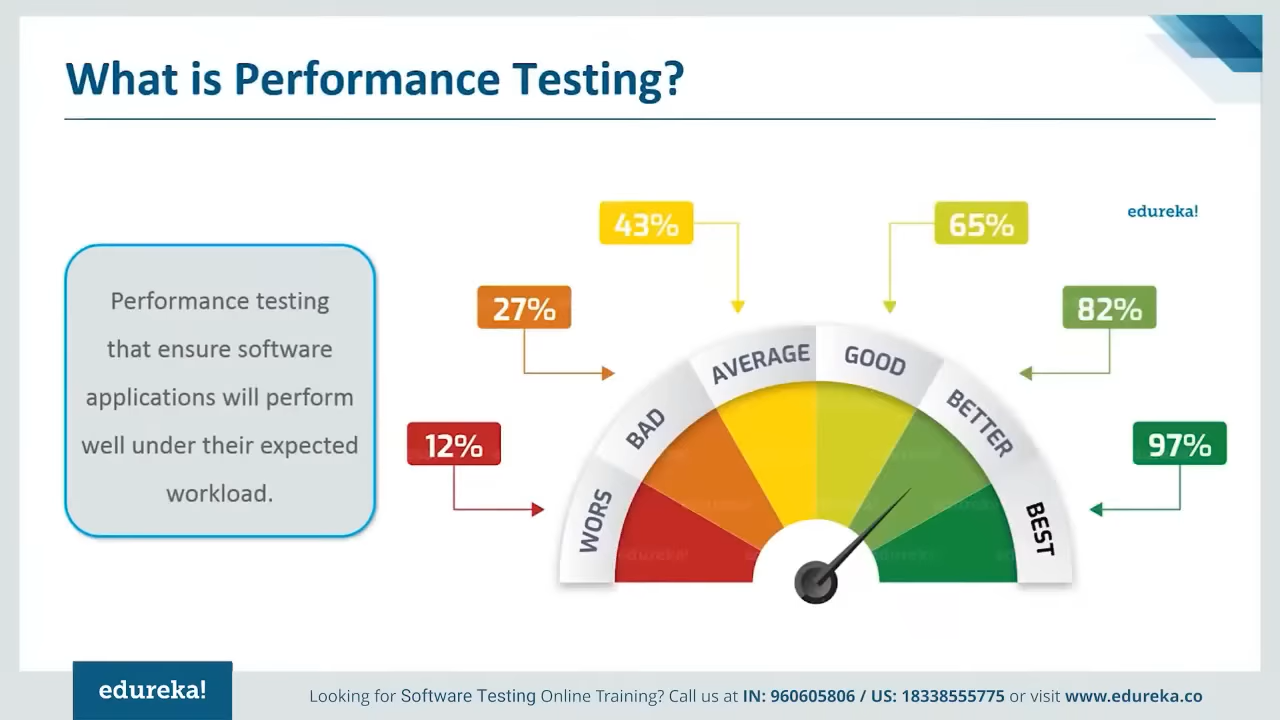 What is Performance Testing?
edureka!
43%
65%
27%
82%
12%
97%
Performance testing
that ensure software
applications will perform
well under their expected
workload.
WORS
BAD
AVERAGE
GOOD
BETTER
BEST
edureka!
Looking for Software Testing Online Training? Call us at IN: 960605806 / US: 18338555775 or visit www.edureka.co